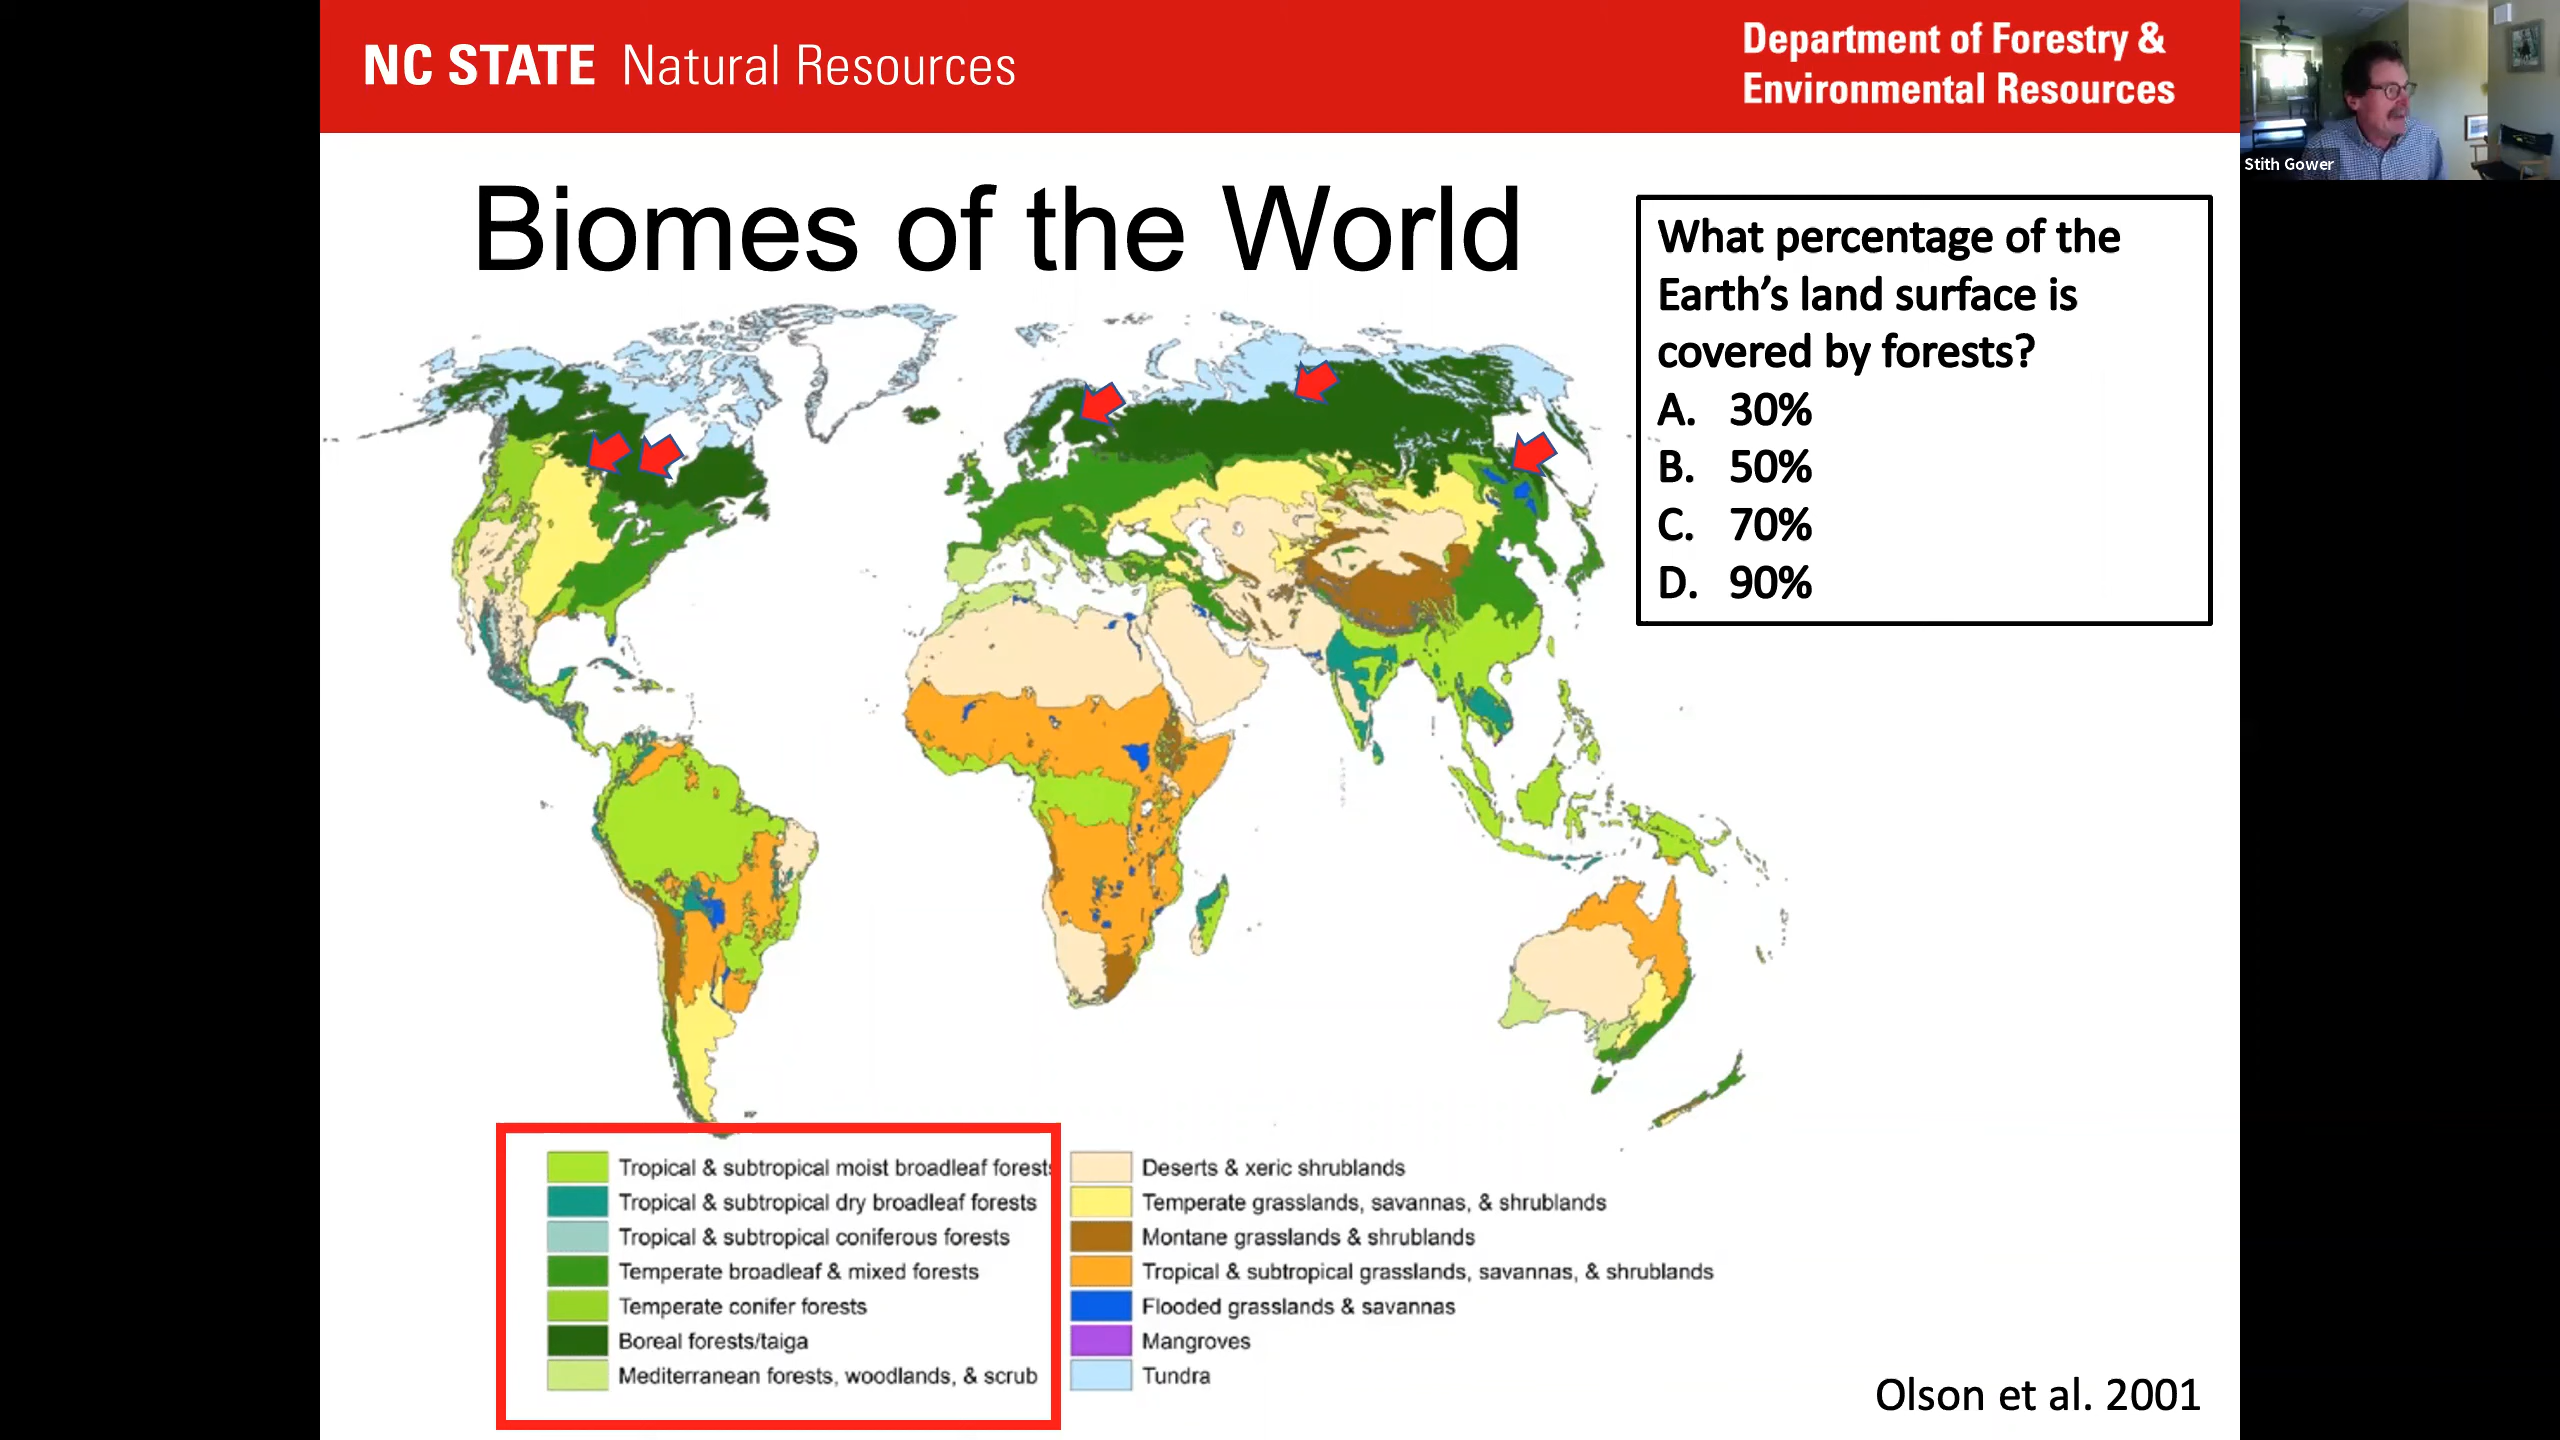 NC STATE Natural Resources
Department of Forestry &
Environmental Resources
Stith Gower
Biomes of the World
What percentage of the
Earth’s land surface is
covered by forests?
A. 30%
B. 50%
C. 70%
D. 90%
Tropical & subtropical moist broadleaf forests
Tropical & subtropical dry broadleaf forests
Tropical & subtropical coniferous forests
Temperate broadleaf & mixed forests
Temperate conifer forests
Boreal forests/taiga
Mediterranean forests, woodlands, & scrub
Deserts & xeric shrublands
Temperate grasslands, savannas, & shrublands
Montane grasslands & shrublands
Tropical & subtropical grasslands, savannas, & shrublands
Flooded grasslands & savannas
Mangroves
Tundra
Olson et al. 2001